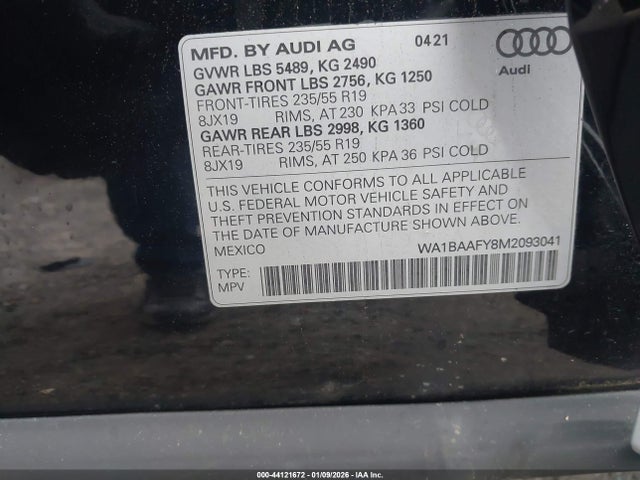 MFD. BY AUDI AG 04 21
GVWR LBS 5489, KG 2490
GAWR FRONT LBS 2756, KG 1250
FRONT-TIRES 235/55 R19
8JX19 RIMS, AT 230 KPA 33 PSI COLD
GAWR REAR LBS 2998, KG 1360
REAR-TIRES 235/55 R19
8JX19 RIMS, AT 250 KPA 36 PSI COLD
Audi
THIS VEHICLE CONFORMS TO ALL APPLICABLE
U.S. FEDERAL MOTOR VEHICLE SAFETY AND
THEFT PREVENTION STANDARDS IN EFFECT ON
THE DATE OF MANUFACTURE SHOWN ABOVE.
MEXICO WA1BAAFY8M2093041
TYPE:
MPV
000-44121672 - 01/09/2026 - IAAI, Inc.